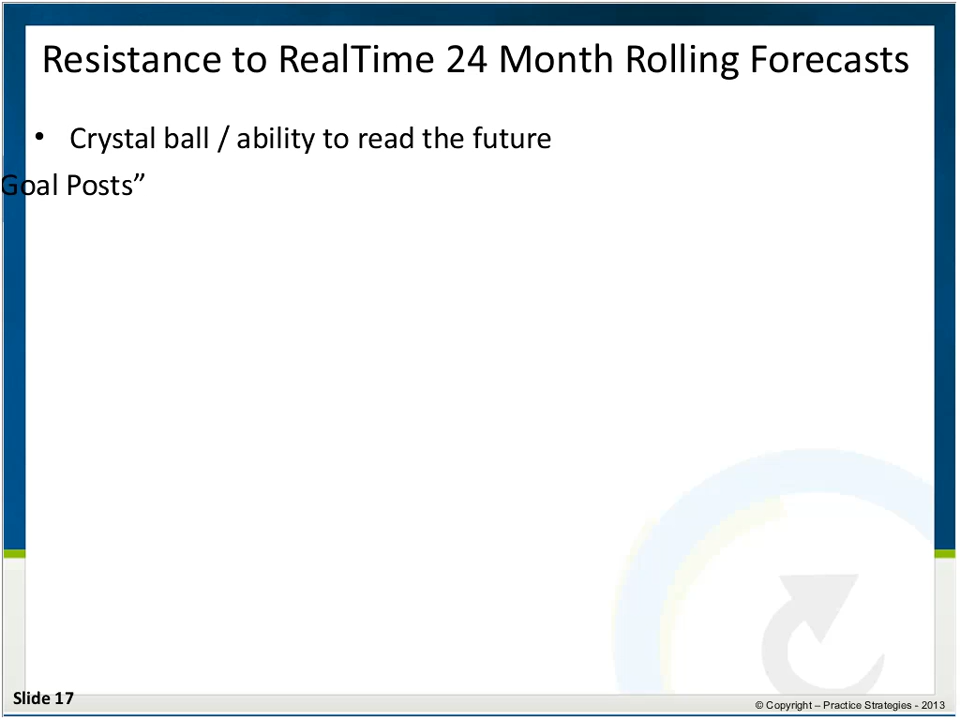 Resistance to RealTime 24 Month Rolling Forecasts
• Crystal ball / ability to read the future
Goal Posts”
Slide 17
© Copyright – Practice Strategies - 2013